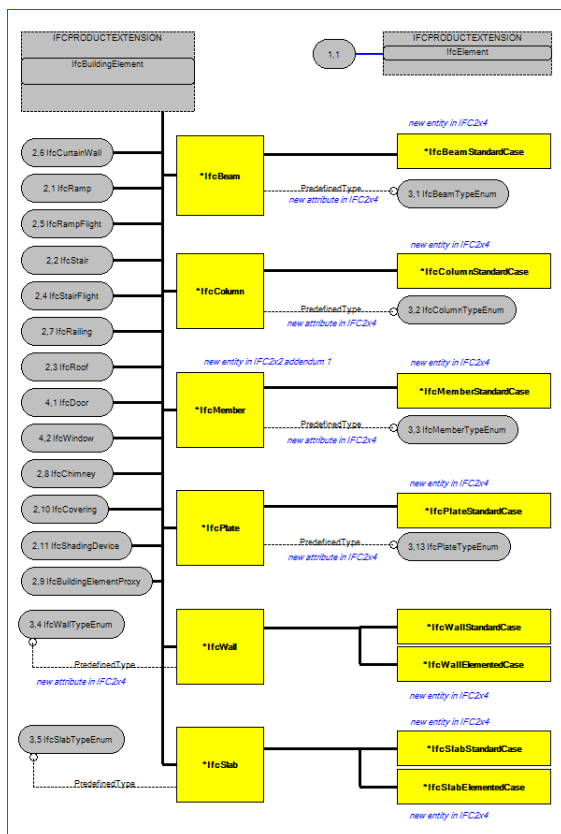 IFCPRODUCTEXTENSION
IfcBuildingElement
1,1
IFCPRODUCTEXTENSION
IfcElement
2,6 IfcCurtainWall
2,1 IfcRamp
2,5 IfcRampFlight
2,2 IfcStair
2,4 IfcStairFlight
2,7 IfcRailing
2,3 IfcRoof
4,1 IfcDoor
4,2 IfcWindow
2,8 IfcChimney
2,10 IfcCovering
2,11 IfcShadingDevice
2,9 IfcBuildingElementProxy
*IfcBeam
new entity in IFC2x4
*IfcBeamStandardCase
PredefinedType
new attribute in IFC2x4
3,1 IfcBeamTypeEnum
*IfcColumn
new entity in IFC2x4
*IfcColumnStandardCase
PredefinedType
new attribute in IFC2x4
3,2 IfcColumnTypeEnum
new entity in IFC2x2 addendum 1
*IfcMember
new entity in IFC2x4
*IfcMemberStandardCase
PredefinedType
new attribute in IFC2x4
3,3 IfcMemberTypeEnum
*IfcPlate
new entity in IFC2x4
*IfcPlateStandardCase
PredefinedType
new attribute in IFC2x4
3,13 IfcPlateTypeEnum
3,4 IfcWallTypeEnum
PredefinedType
new attribute in IFC2x4
*IfcWall
*IfcWallStandardCase
*IfcWallElementedCase
new entity in IFC2x4
3,5 IfcSlabTypeEnum
PredefinedType
*IfcSlab
new entity in IFC2x4
*IfcSlabStandardCase
*IfcSlabElementedCase
new entity in IFC2x4